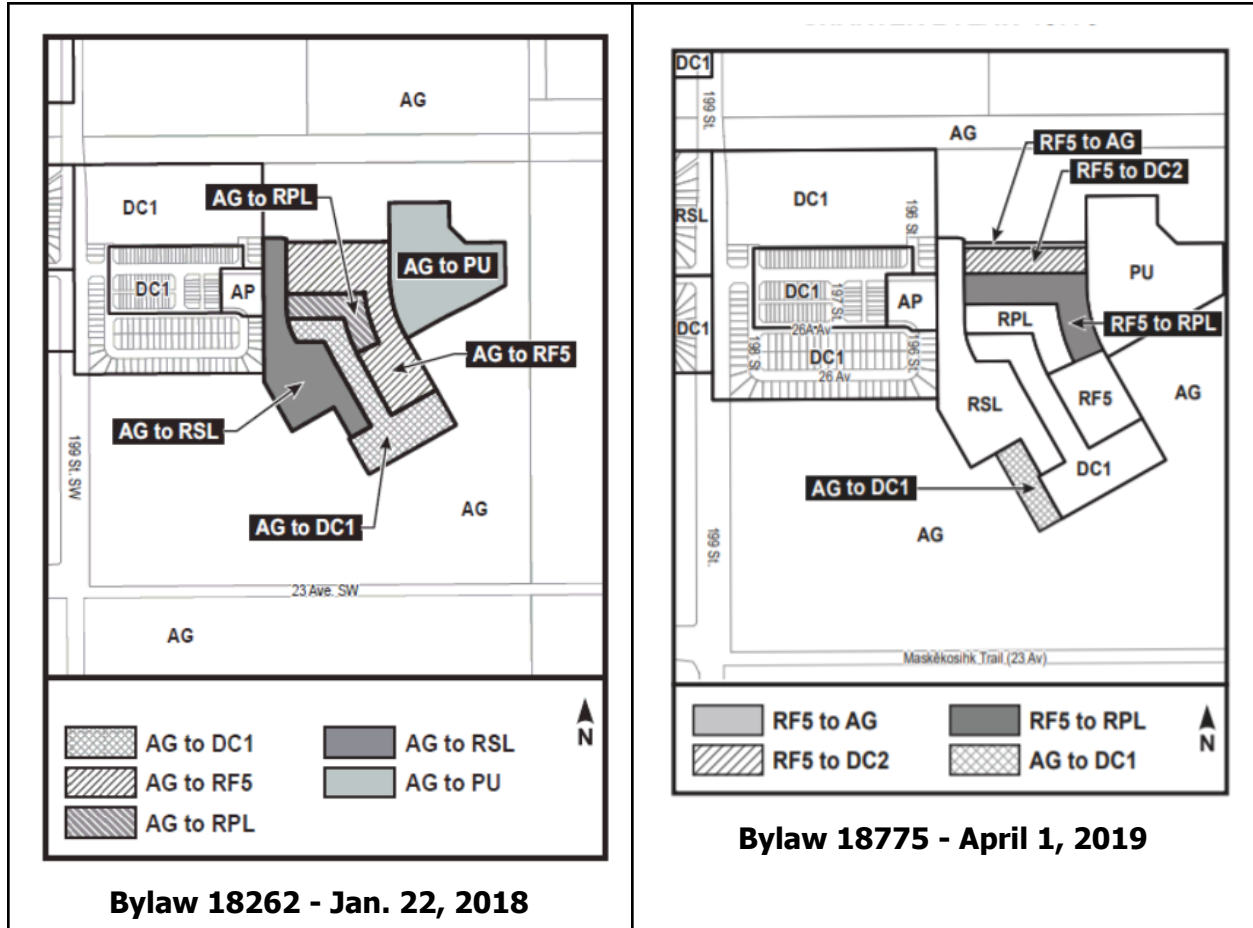 AG
DC1
AG to RPL
AG to PU
DC1
AP
AG to RF5
AG to RSL
199 St. SW
AG
AG to DC1
23 Ave. SW
AG
AG to DC1
AG to RSL
N
AG to RF5
AG to PU
AG to RPL
Bylaw 18262 - Jan. 22, 2018
DC1
199 St.
AG
RF5 to AG
RF5 to DC2
RSL
DC1
196 St
PU
DC1
197 St
AP
RPL
RF5 to RPL
DC1
26A Av
DC1
198 St
196 St.
26 Av
RSL
RF5
AG
DC1
AG to DC1
AG
199 St.
Maskêkosihk Trail (23 Av)
RF5 to AG
RF5 to RPL
N
RF5 to DC2
AG to DC1
Bylaw 18775 - April 1, 2019